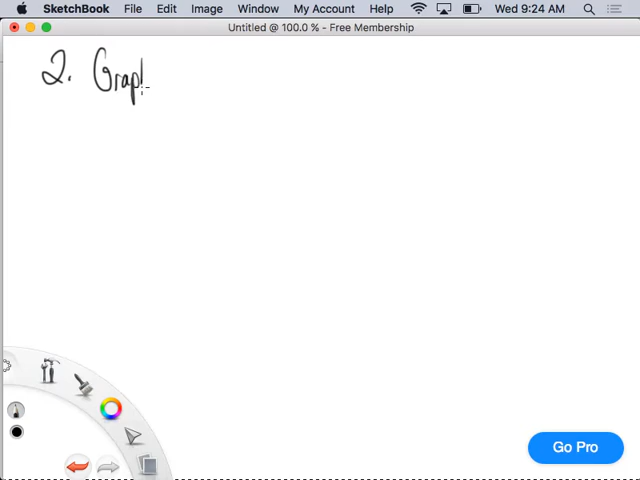 SketchBook File Edit Image Window My Account Help Wed 9:24 AM
Untitled @ 100.0 % - Free Membership
2. Grap
Go Pro